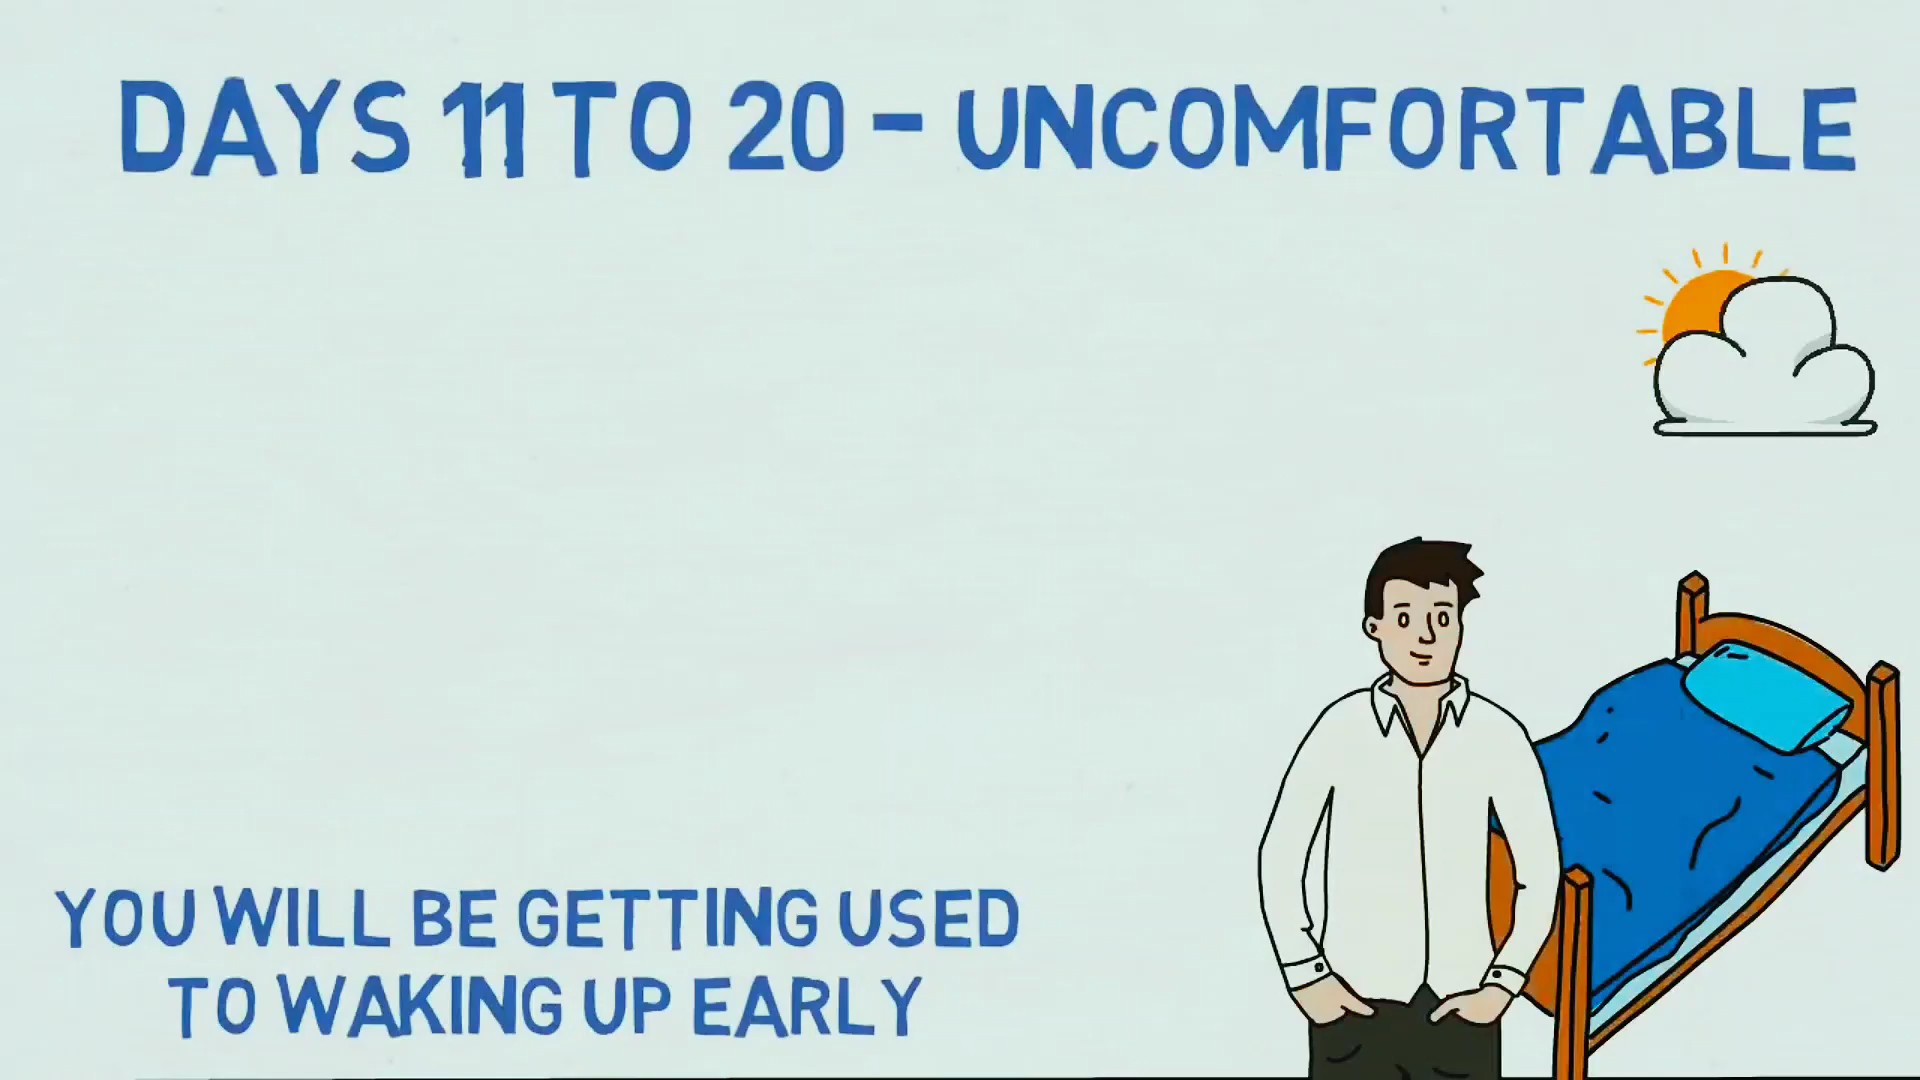 DAYS 11 TO 20 - UNCOMFORTABLE
YOU WILL BE GETTING USED
TO WAKING UP EARLY